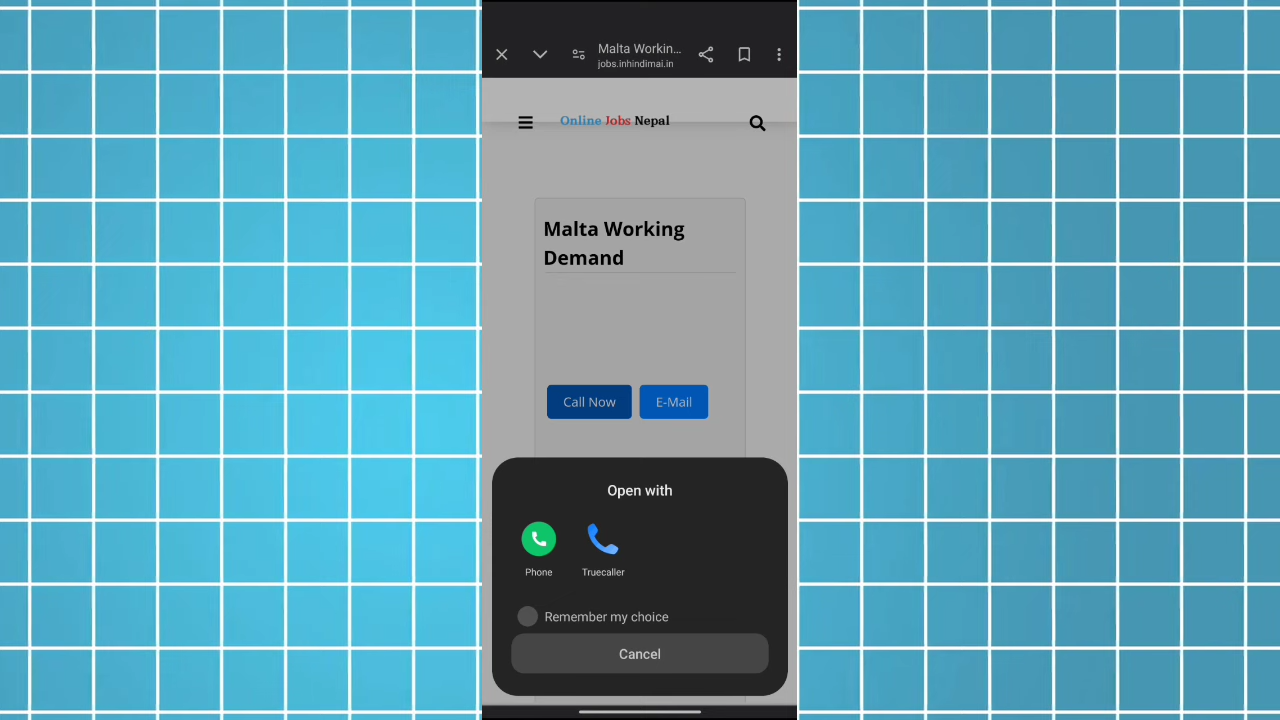 Malta Workin...
jobs.inhindimai.in
Online Jobs Nepal
Malta Working
Demand
Call Now
E-Mail
Open with
Phone
Truecaller
Remember my choice
Cancel